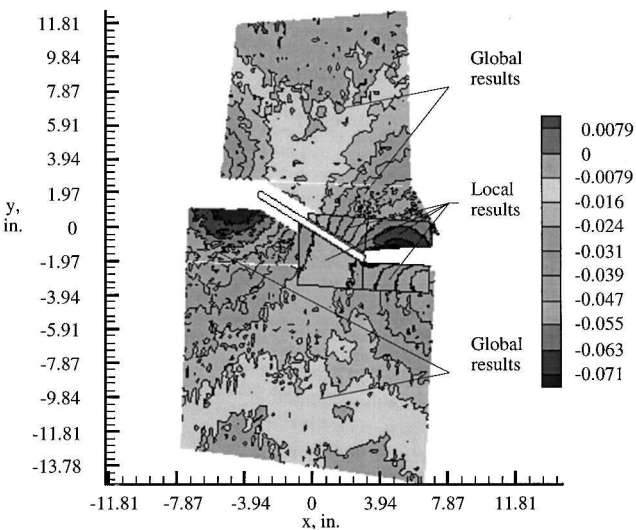 11.81
9.84
7.87
5.91
3.94
1.97
0
-1.97
-3.94
-5.91
-7.87
-9.84
-11.81
-13.78
y,
in.
Global
results
Local
results
Global
results
0.0079
0
-0.0079
-0.016
-0.024
-0.031
-0.039
-0.047
-0.055
-0.063
-0.071
-11.81 -7.87 -3.94 0 3.94 7.87 11.81
x, in.